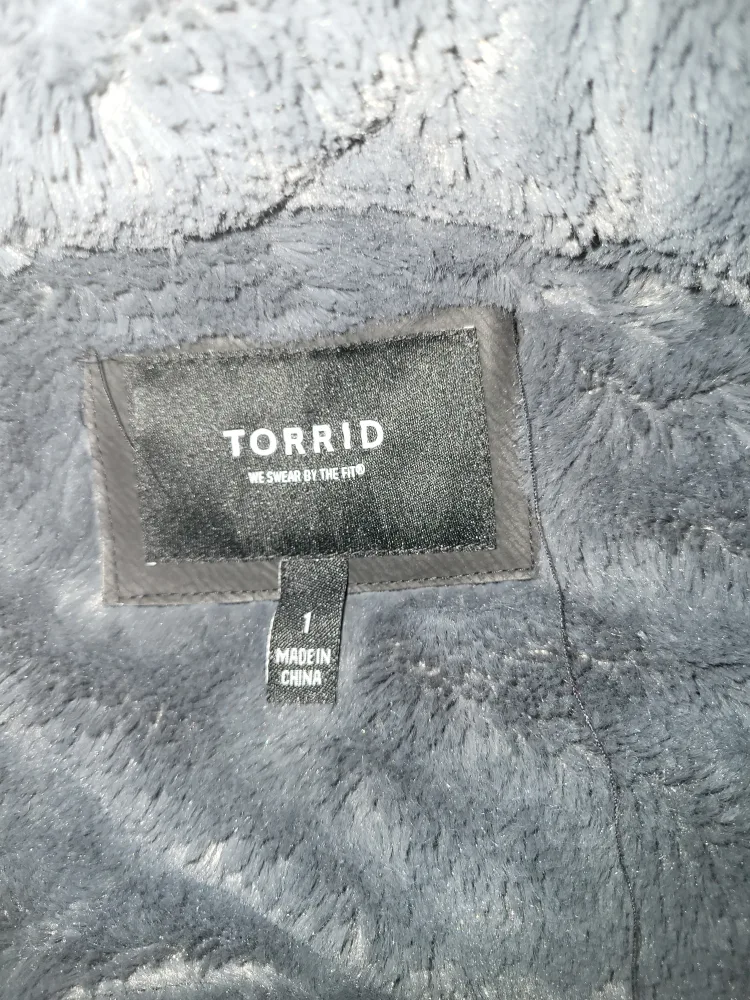 TORRID
WE SWEAR BY THE FIT®
1
MADE IN
CHINA